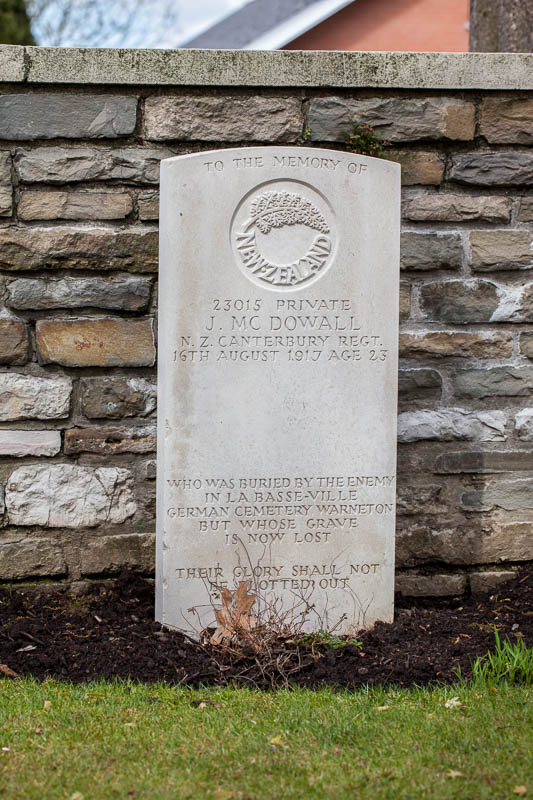 TO THE MEMORY OF
NEW ZEALAND
23015 PRIVATE
J. MC DOWALL
N. Z. CANTERBURY REGT.
16TH AUGUST 1917 AGE 23
WHO WAS BURIED BY THE ENEMY
IN LA BASSE-VILLE
GERMAN CEMETERY WARNETON
BUT WHOSE GRAVE
IS NOW LOST
THEIR GLORY SHALL NOT
BE BLOTTED OUT